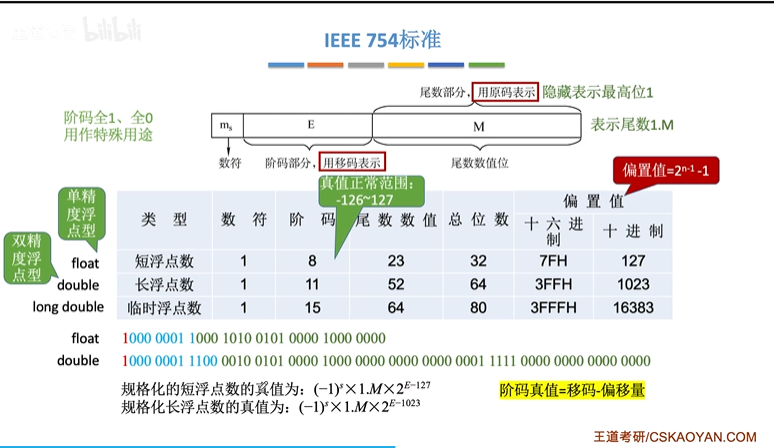 bilibili
IEEE 754标准
尾数部分，用原码表示 隐藏表示最高位1
阶码全1、全0
用作特殊用途
mₛ E M
表示尾数1.M
数符 阶码部分，用移码表示 尾数数值位
偏置值=2ⁿ⁻¹ -1
真值正常范围：
-126~127
单精
度浮
点型
双精
度浮
点型
类 型 数 符 阶 码 尾 数 数 值 总 位 数 偏 置 值
十 六 进
制 十 进 制
float 短浮点数 1 8 23 32 7FH 127
double 长浮点数 1 11 52 64 3FFH 1023
long double 临时浮点数 1 15 64 80 3FFFH 16383
float 1000 0001 1000 1010 0101 0000 1000 0000
double 1000 0001 1100 0010 0101 0000 1000 0000 0000 0000 0001 1111 0000 0000 0000 0000
规格化的短浮点数的真值为：(−1)ˢ×1.M×2ᴱ⁻¹²⁷
规格化长浮点数的真值为：(−1)ˢ×1.M×2ᴱ⁻¹⁰²³
阶码真值=移码-偏移量
王道考研/CSKAOYAN.COM